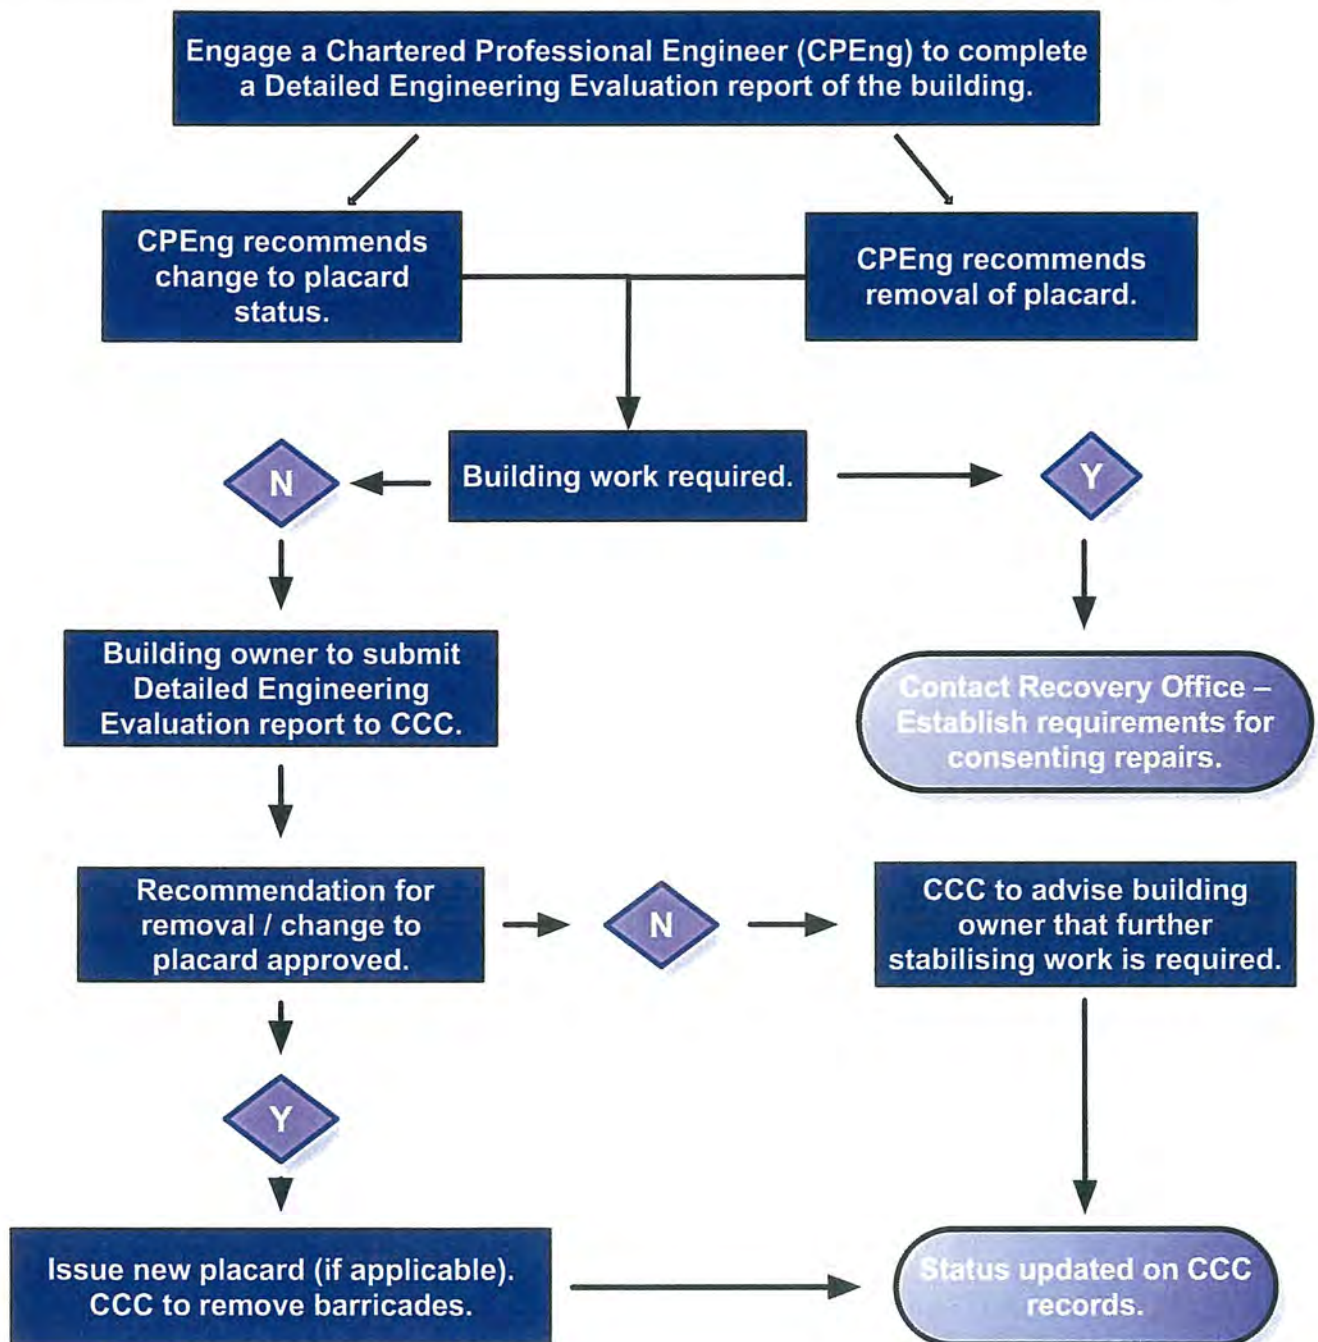 Engage a Chartered Professional Engineer (CPEng) to complete
a Detailed Engineering Evaluation report of the building.
CPEng recommends
change to placard
status.
CPEng recommends
removal of placard.
N
Building work required.
Y
Building owner to submit
Detailed Engineering
Evaluation report to CCC.
Contact Recovery Office –
Establish requirements for
consenting repairs.
Recommendation for
removal / change to
placard approved.
N
CCC to advise building
owner that further
stabilising work is required.
Y
Issue new placard (if applicable).
CCC to remove barricades.
Status updated on CCC
records.